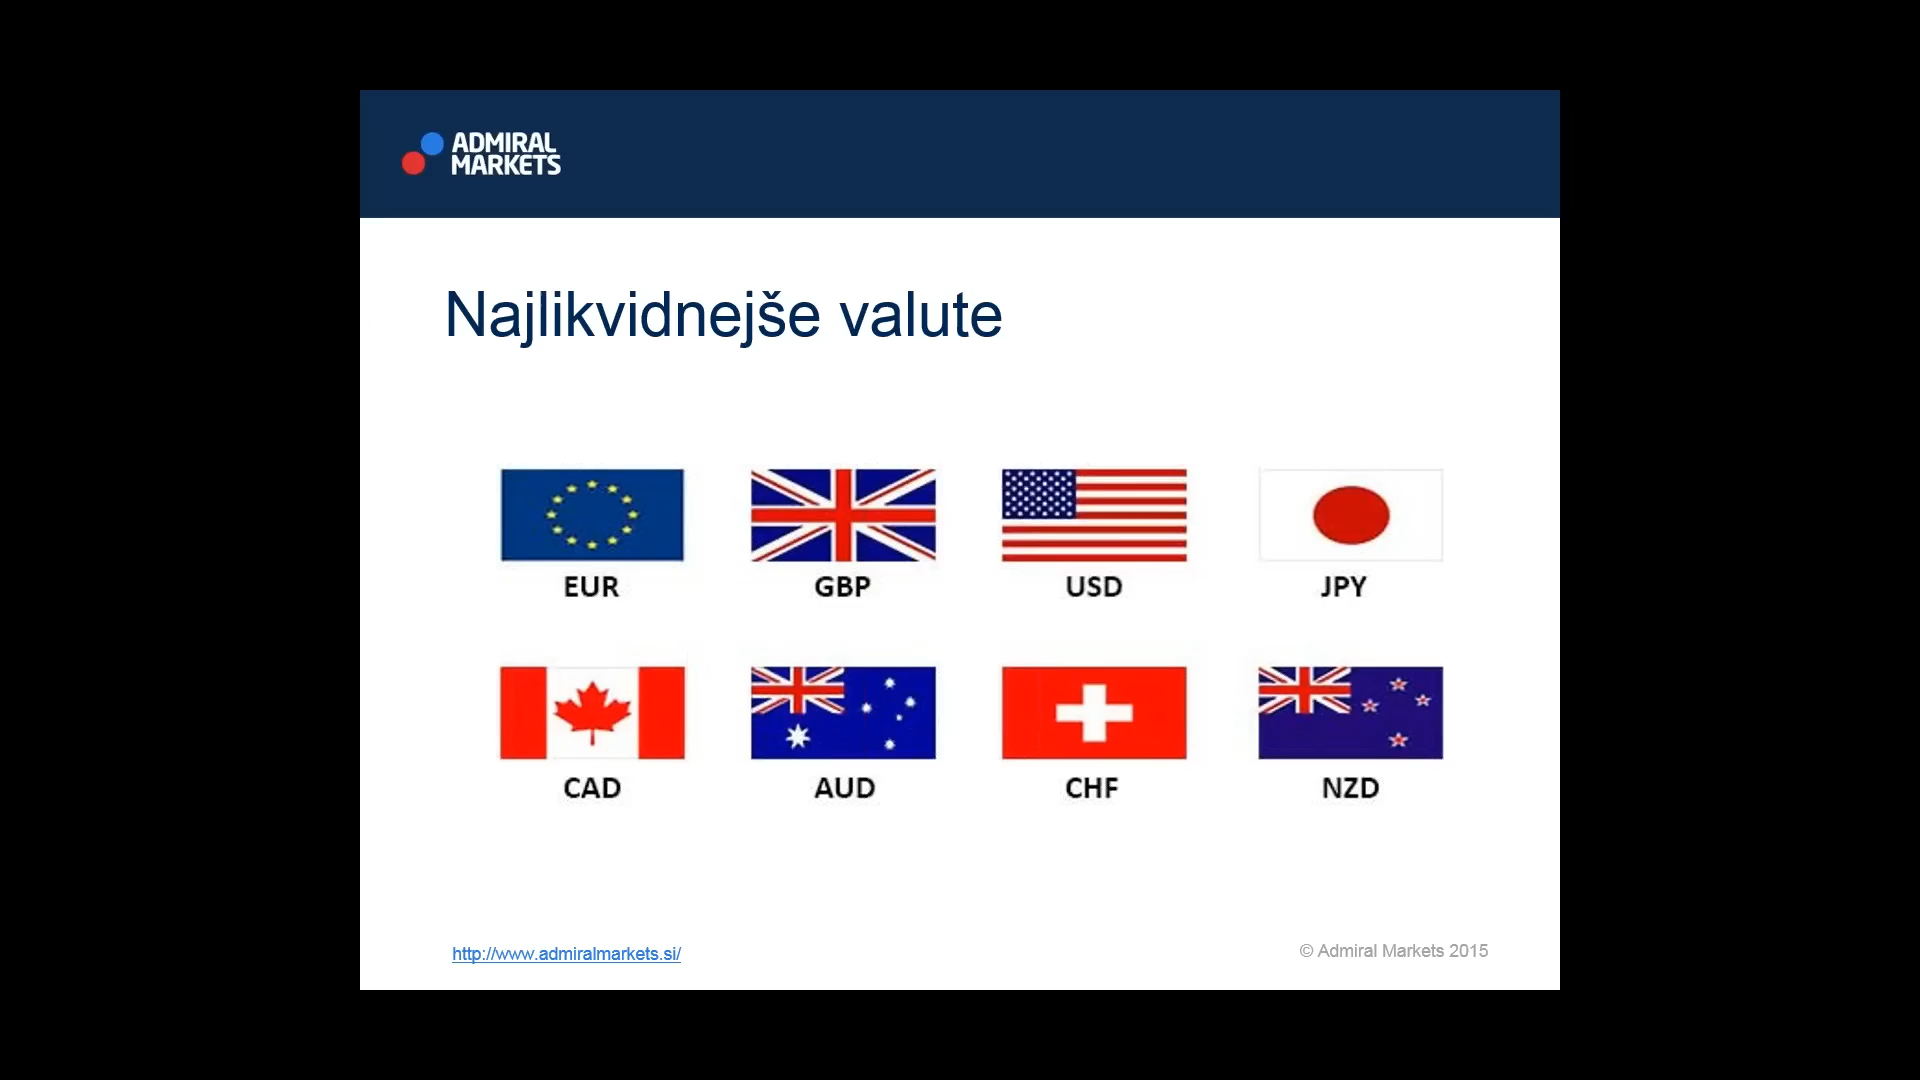 ADMIRAL
MARKETS
Najlikvidnejše valute
EUR GBP USD JPY
CAD AUD CHF NZD
http://www.admiralmarkets.si/
© Admiral Markets 2015